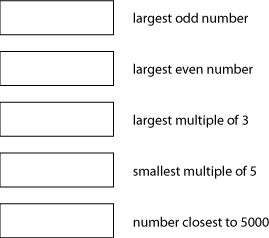 largest odd number
largest even number
largest multiple of 3
smallest multiple of 5
number closest to 5000